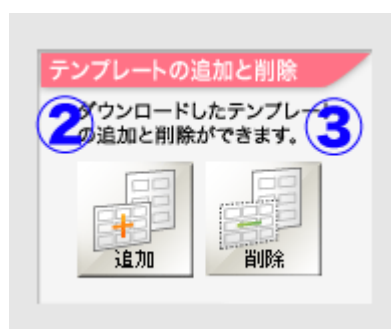 テンプレートの追加と削除
②ダウンロードしたテンプレート
の追加と削除ができます。③
追加
削除